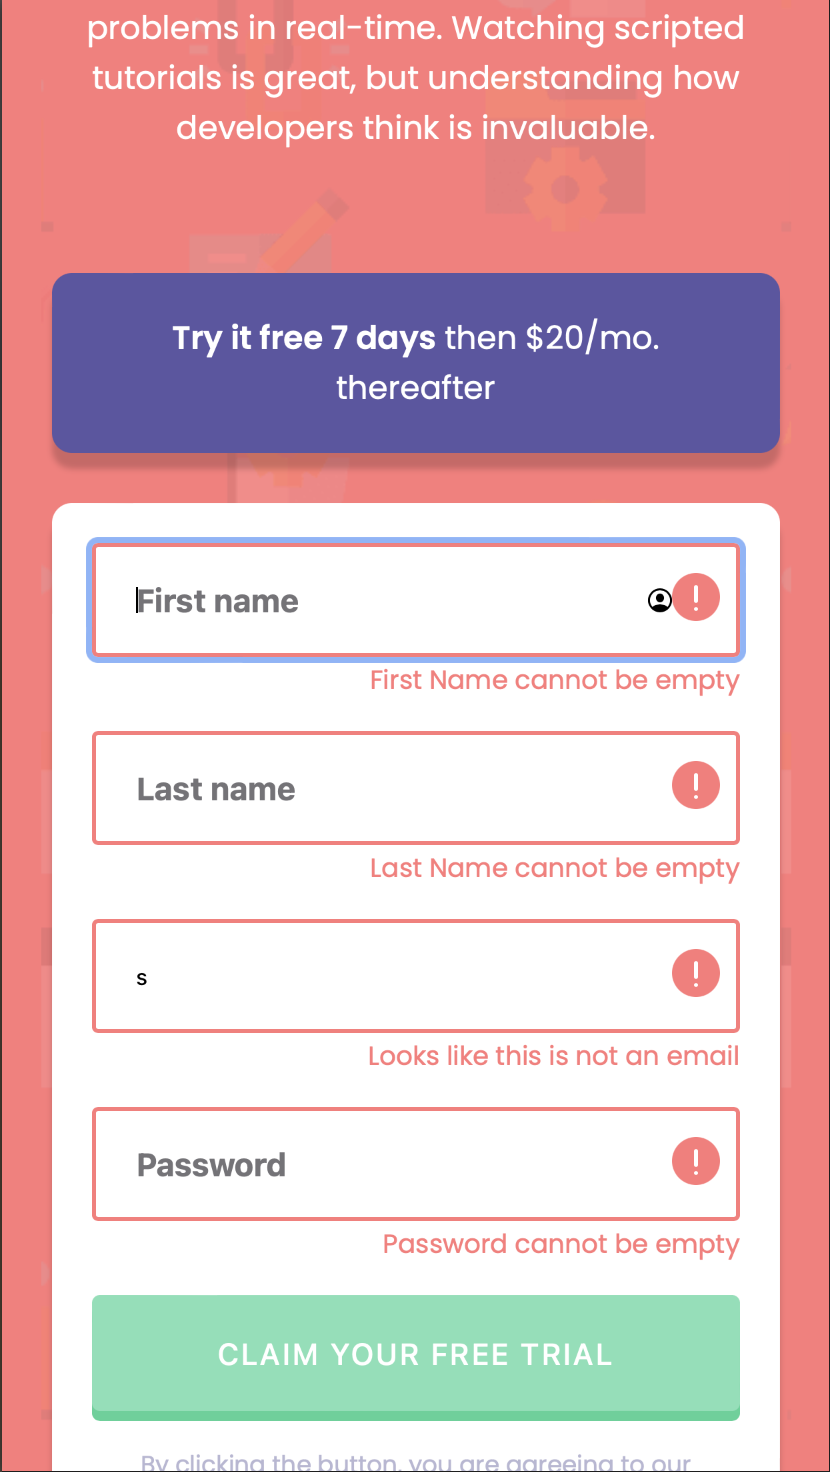 problems in real-time. Watching scripted
tutorials is great, but understanding how
developers think is invaluable.
Try it free 7 days then $20/mo.
thereafter
First name
First Name cannot be empty
Last name
Last Name cannot be empty
s
Looks like this is not an email
Password
Password cannot be empty
CLAIM YOUR FREE TRIAL
By clicking the button, you are agreeing to our